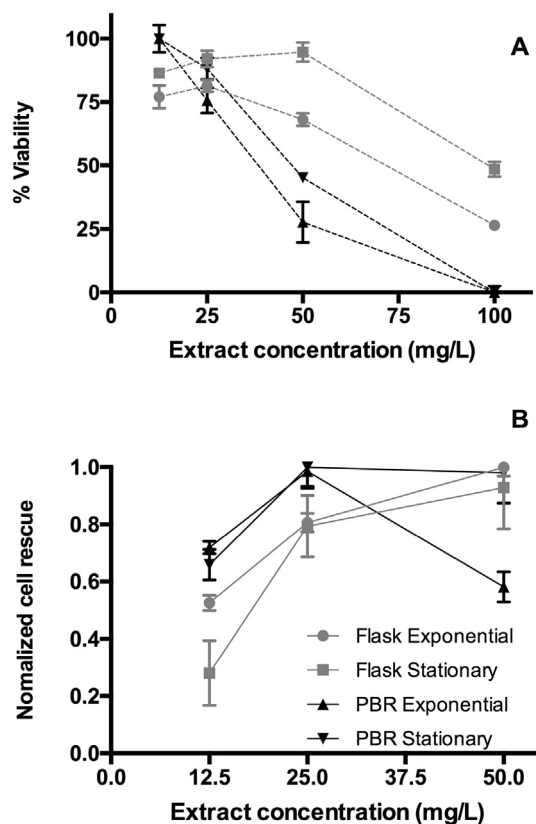 A
100
75
50
25
0
% Viability
0 25 50 75 100
Extract concentration (mg/L)
B
1.0
0.8
0.6
0.4
0.2
0.0
Nomalized cell rescue
Flask Exponential
Flask Stationary
PBR Exponential
PBR Stationary
0.0 12.5 25.0 37.5 50.0
Extract concentration (mg/L)